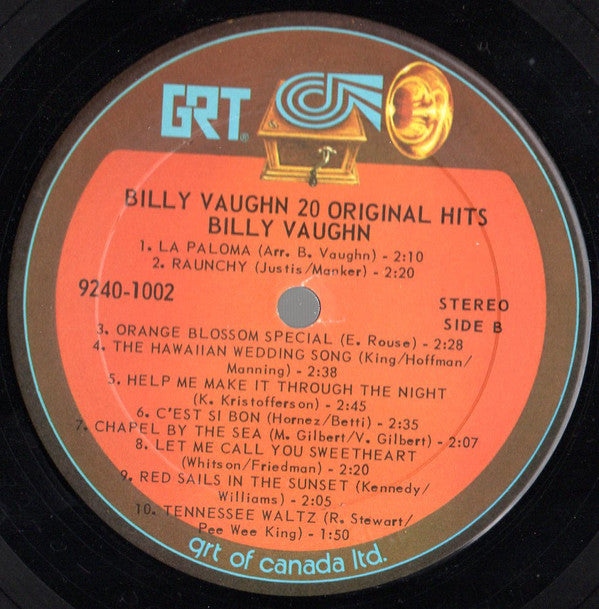 GRT®
BILLY VAUGHN 20 ORIGINAL HITS
BILLY VAUGHN
1. LA PALOMA (Arr. B. Vaughn) - 2:10
2. RAUNCHY (Justis/Manker) - 2:20
9240-1002
STEREO
SIDE B
3. ORANGE BLOSSOM SPECIAL (E. Rouse) - 2:28
4. THE HAWAIIAN WEDDING SONG (King/Hoffman/
Manning) - 2:38
5. HELP ME MAKE IT THROUGH THE NIGHT
(K. Kristofferson) - 2:45
6. C'EST SI BON (Hornez/Betti) - 2:35
7. CHAPEL BY THE SEA (M. Gilbert/V. Gilbert) - 2:07
8. LET ME CALL YOU SWEETHEART
(Whitson/Friedman) - 2:20
9. RED SAILS IN THE SUNSET (Kennedy/
Williams) - 2:05
10. TENNESSEE WALTZ (R. Stewart/
Pee Wee King) - 1:50
grt of canada ltd.